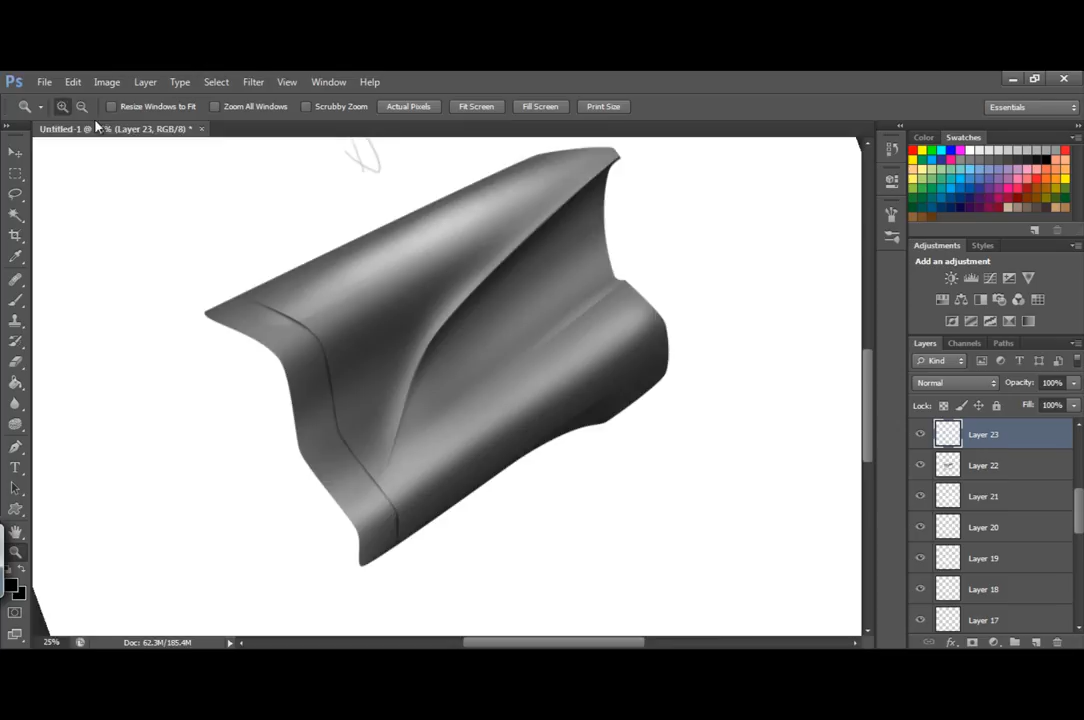 Ps File Edit Image Layer Type Select Filter View Window Help
Resize Windows to Fit Zoom All Windows Scrubby Zoom Actual Pixels Fit Screen Fill Screen Print Size Essentials
Untitled-1 @ % (Layer 23, RGB/8) * ×
Color Swatches
Adjustments Styles
Add an adjustment
Layers Channels Paths
Kind
Normal Opacity: 100%
Lock: Fill: 100%
Layer 23
Layer 22
Layer 21
Layer 20
Layer 19
Layer 18
Layer 17
25% Doc: 62.3M/185.4M